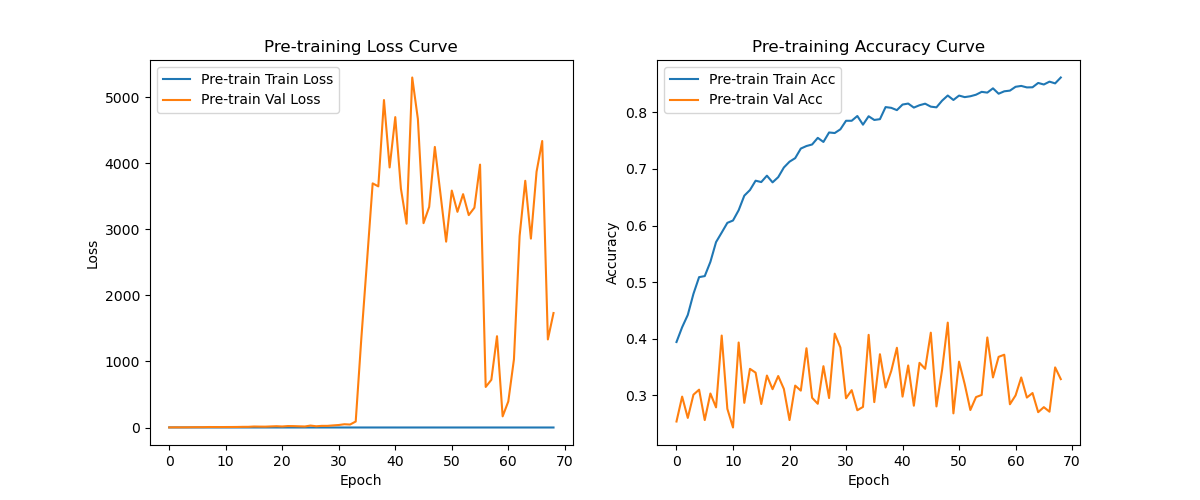 Pre-training Loss Curve
Pre-train Train Loss
Pre-train Val Loss
5000
4000
3000
2000
1000
0
Loss
0 10 20 30 40 50 60 70
Epoch
Pre-training Accuracy Curve
Pre-train Train Acc
Pre-train Val Acc
0.8
0.7
0.6
0.5
0.4
0.3
Accuracy
0 10 20 30 40 50 60 70
Epoch